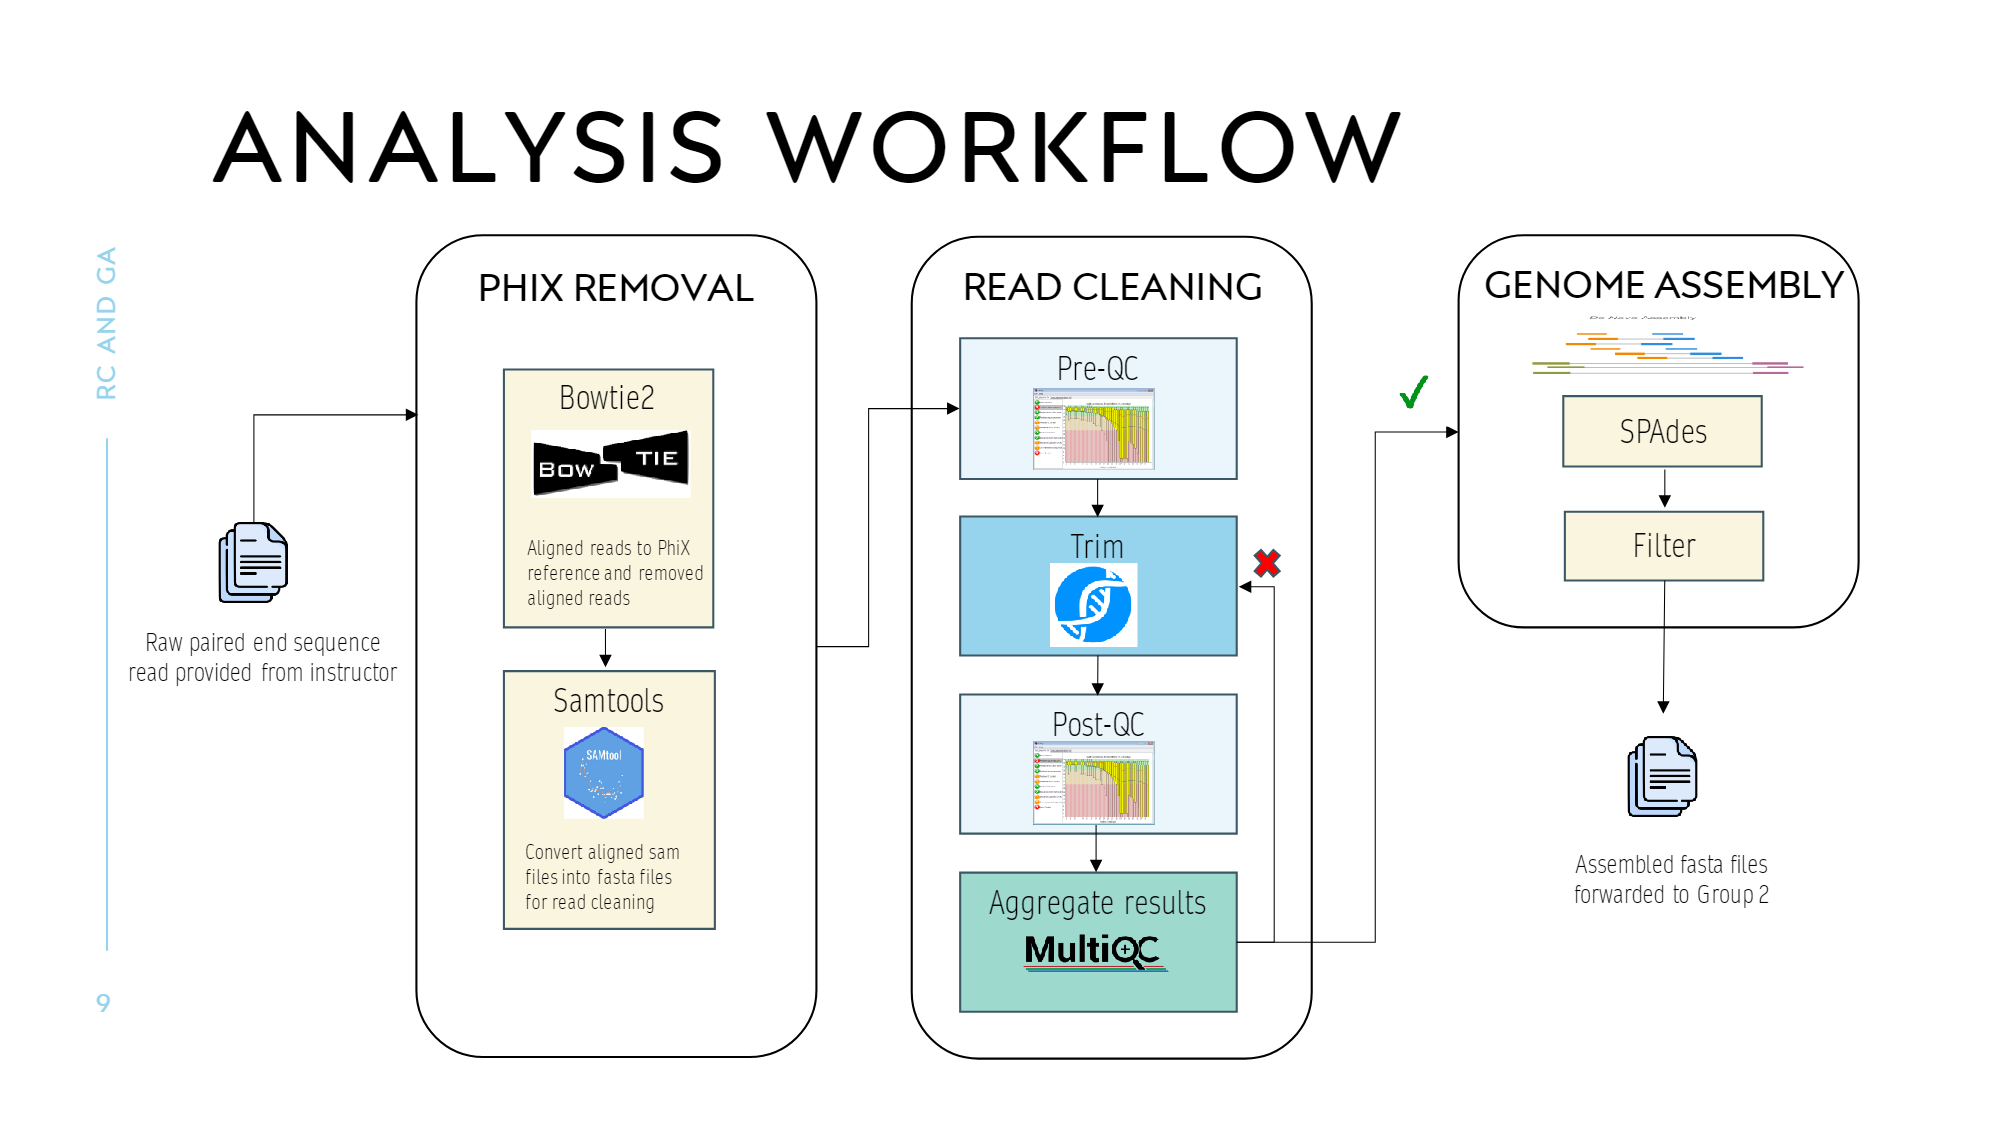 ANALYSIS WORKFLOW
RC AND GA
9
Raw paired end sequence
read provided from instructor
PHIX REMOVAL
Bowtie2
BOW TIE
Aligned reads to PhiX
reference and removed
aligned reads
Samtools
SAMtool
Convert aligned sam
files into fasta files
for read cleaning
READ CLEANING
Pre-QC
Trim
Post-QC
Aggregate results
MultiQC
GENOME ASSEMBLY
De Novo Assembly
SPAdes
Filter
Assembled fasta files
forwarded to Group 2